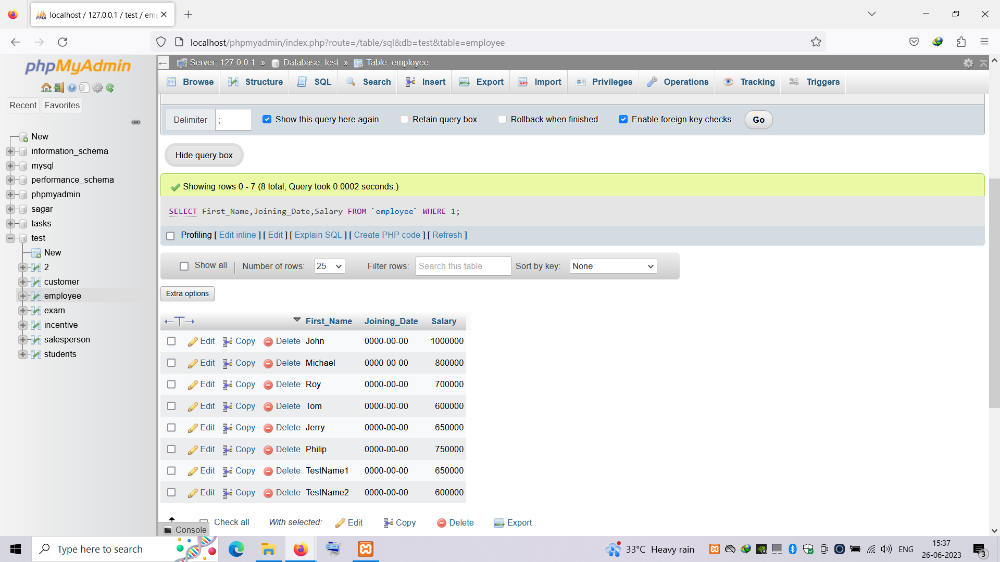 localhost / 127.0.0.1 / test / emp
localhost/phpmyadmin/index.php?route=/table/sql&db=test&table=employee
phpMyAdmin
Recent Favorites
New
information_schema
mysql
performance_schema
phpmyadmin
sagar
tasks
test
New
2
customer
employee
exam
incentive
salesperson
students
Server: 127.0.0.1 » Database: test » Table: employee
Browse Structure SQL Search Insert Export Import Privileges Operations Tracking Triggers
Delimiter ; Show this query here again Retain query box Rollback when finished Enable foreign key checks Go
Hide query box
Showing rows 0 - 7 (8 total, Query took 0.0002 seconds.)
SELECT First_Name,Joining_Date,Salary FROM `employee` WHERE 1;
Profiling [ Edit inline ] [ Edit ] [ Explain SQL ] [ Create PHP code ] [ Refresh ]
Show all Number of rows: 25 Filter rows: Search this table Sort by key: None
Extra options
First_Name Joining_Date Salary
Edit Copy Delete John 0000-00-00 1000000
Edit Copy Delete Michael 0000-00-00 800000
Edit Copy Delete Roy 0000-00-00 700000
Edit Copy Delete Tom 0000-00-00 600000
Edit Copy Delete Jerry 0000-00-00 650000
Edit Copy Delete Philip 0000-00-00 750000
Edit Copy Delete TestName1 0000-00-00 650000
Edit Copy Delete TestName2 0000-00-00 600000
Check all With selected: Edit Copy Delete Export
Console
Type here to search
33°C Heavy rain
ENG
15:37
26-06-2023
3